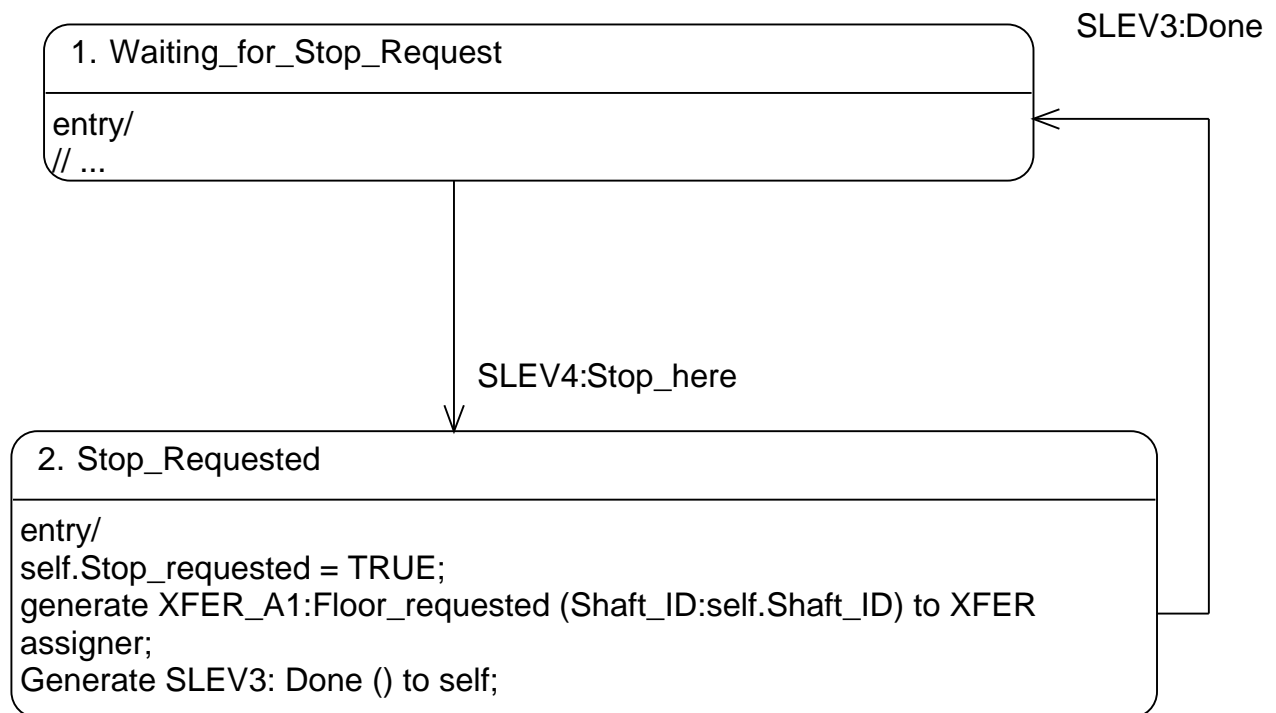 SLEV3:Done
1. Waiting_for_Stop_Request
entry/
// ...
SLEV4:Stop_here
2. Stop_Requested
entry/
self.Stop_requested = TRUE;
generate XFER_A1:Floor_requested (Shaft_ID:self.Shaft_ID) to XFER
assigner;
Generate SLEV3: Done () to self;